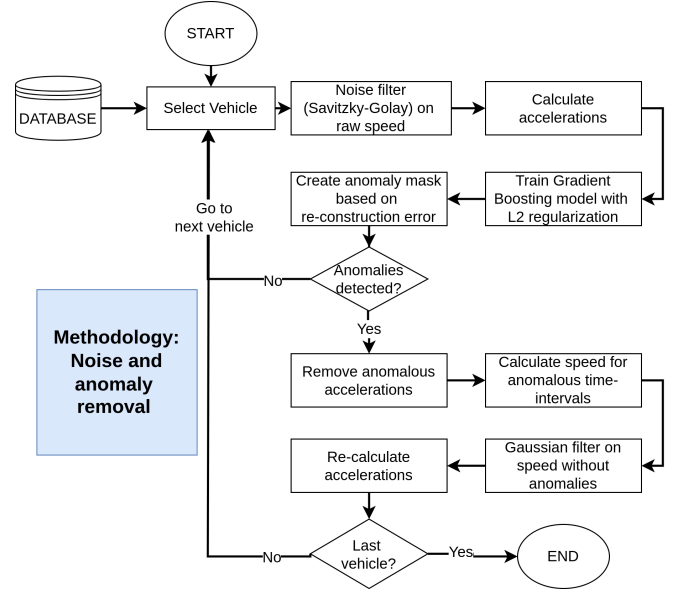 START
DATABASE
Select Vehicle
Noise filter
(Savitzky-Golay) on
raw speed
Calculate
accelerations
Create anomaly mask
based on
re-construction error
Train Gradient
Boosting model with
L2 regularization
Go to
next vehicle
Anomalies
detected?
No
Yes
Methodology:
Noise and
anomaly
removal
Remove anomalous
accelerations
Calculate speed for
anomalous time-
intervals
Re-calculate
accelerations
Gaussian filter on
speed without
anomalies
Last
vehicle?
No
Yes
END